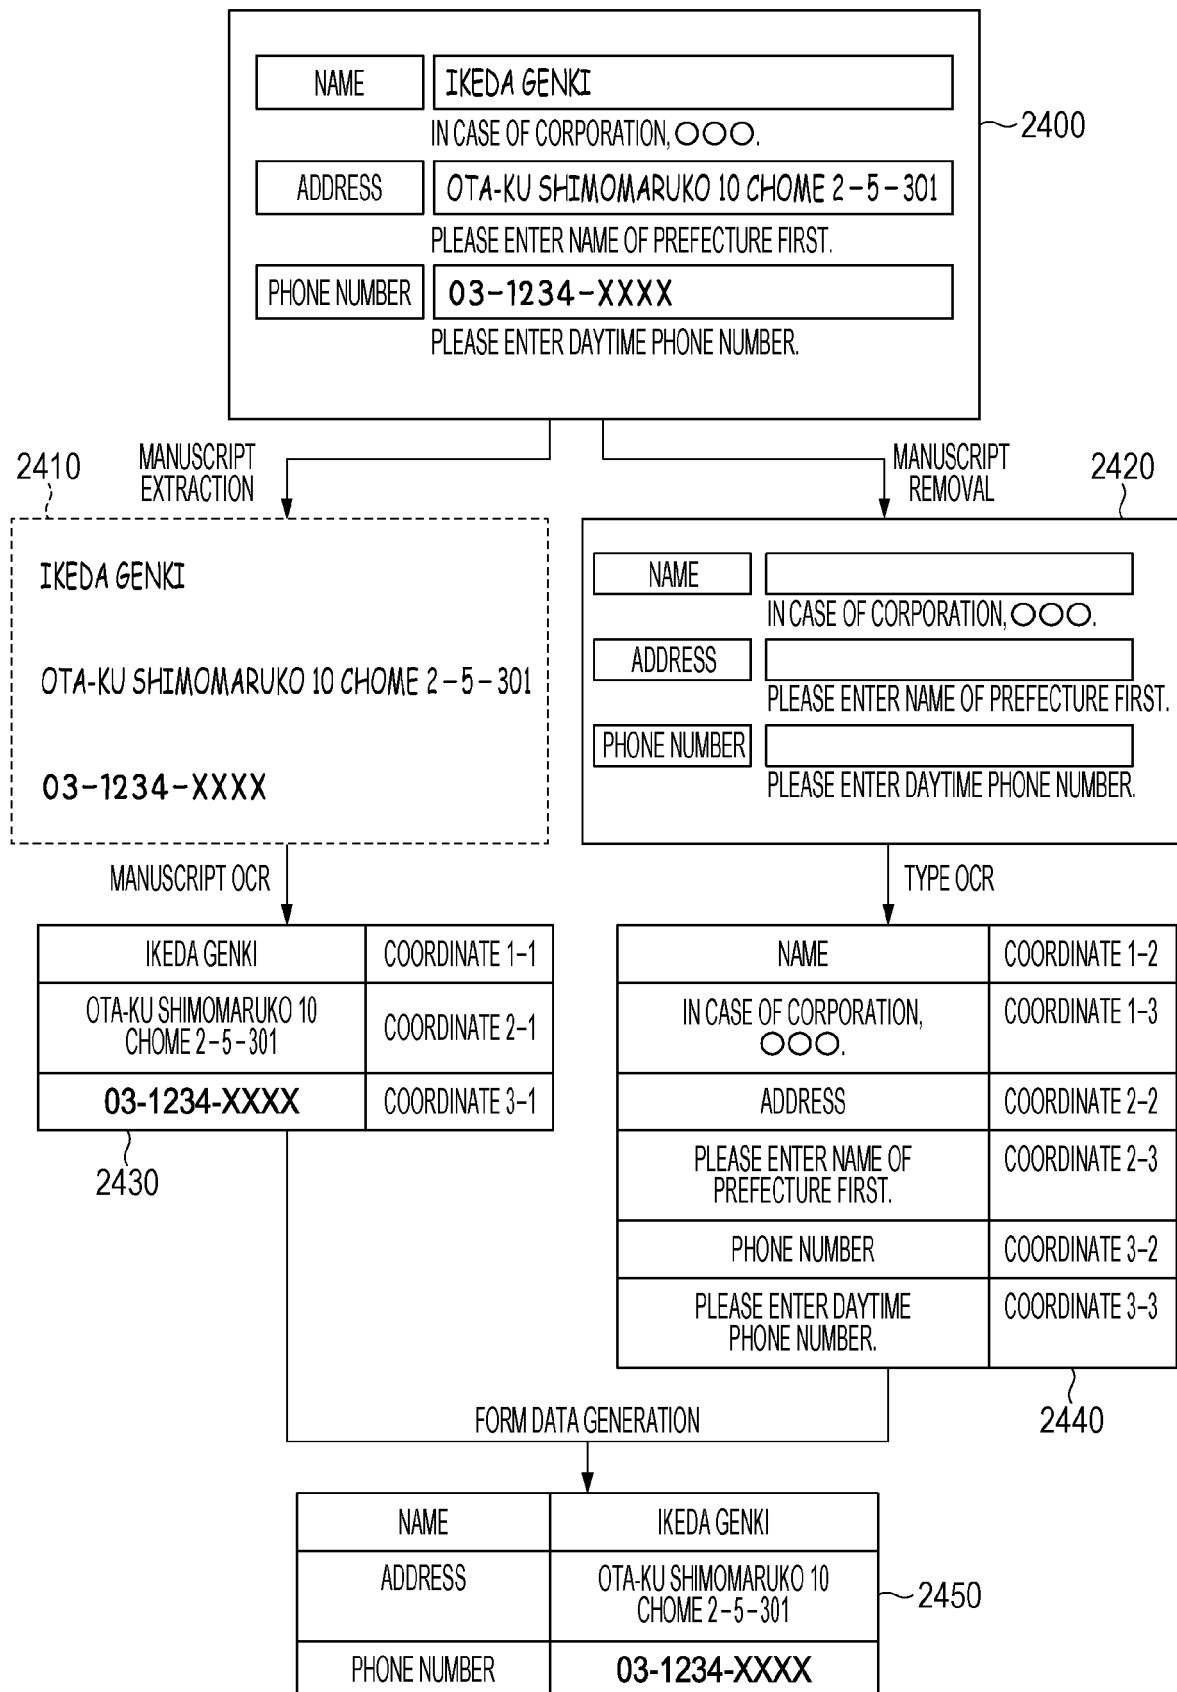 NAME IKEDA GENKI
IN CASE OF CORPORATION, ○○○.
2400
ADDRESS OTA-KU SHIMOMARUKO 10 CHOME 2-5-301
PLEASE ENTER NAME OF PREFECTURE FIRST.
PHONE NUMBER 03-1234-XXXX
PLEASE ENTER DAYTIME PHONE NUMBER.
2410
MANUSCRIPT
EXTRACTION
MANUSCRIPT
REMOVAL
2420
IKEDA GENKI
OTA-KU SHIMOMARUKO 10 CHOME 2-5-301
03-1234-XXXX
NAME
IN CASE OF CORPORATION, ○○○.
ADDRESS
PLEASE ENTER NAME OF PREFECTURE FIRST.
PHONE NUMBER
PLEASE ENTER DAYTIME PHONE NUMBER.
MANUSCRIPT OCR
TYPE OCR
IKEDA GENKI COORDINATE 1-1
OTA-KU SHIMOMARUKO 10
CHOME 2-5-301
COORDINATE 2-1
03-1234-XXXX COORDINATE 3-1
2430
NAME COORDINATE 1-2
IN CASE OF CORPORATION, COORDINATE 1-3
○○○.
ADDRESS COORDINATE 2-2
PLEASE ENTER NAME OF COORDINATE 2-3
PREFECTURE FIRST.
PHONE NUMBER COORDINATE 3-2
PLEASE ENTER DAYTIME COORDINATE 3-3
PHONE NUMBER.
2440
FORM DATA GENERATION
NAME IKEDA GENKI
ADDRESS OTA-KU SHIMOMARUKO 10
CHOME 2-5-301
2450
PHONE NUMBER 03-1234-XXXX